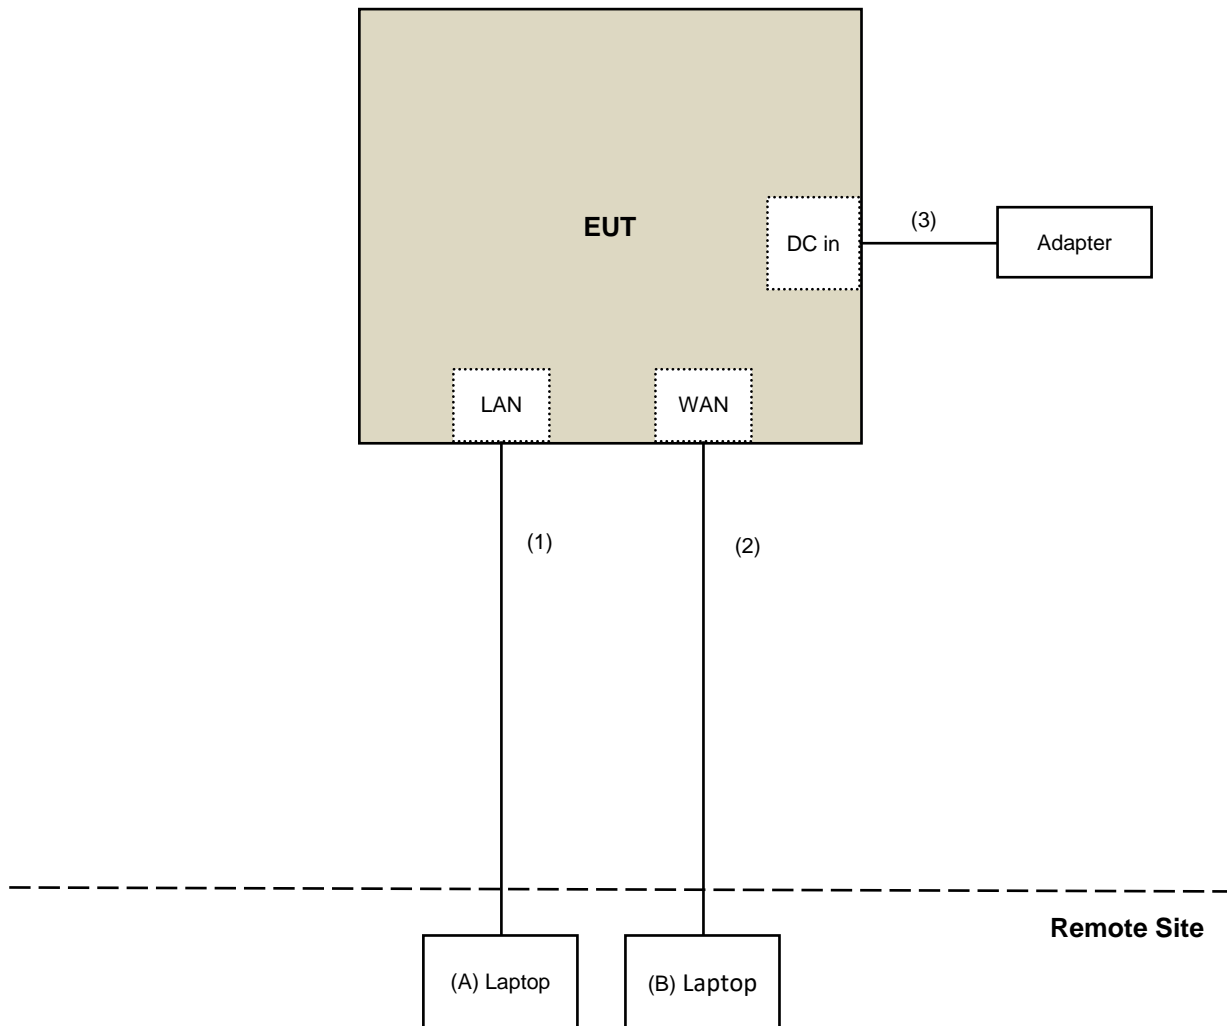 EUT
DC in
(3)
Adapter
LAN
WAN
(1)
(2)
Remote Site
(A) Laptop
(B) Laptop